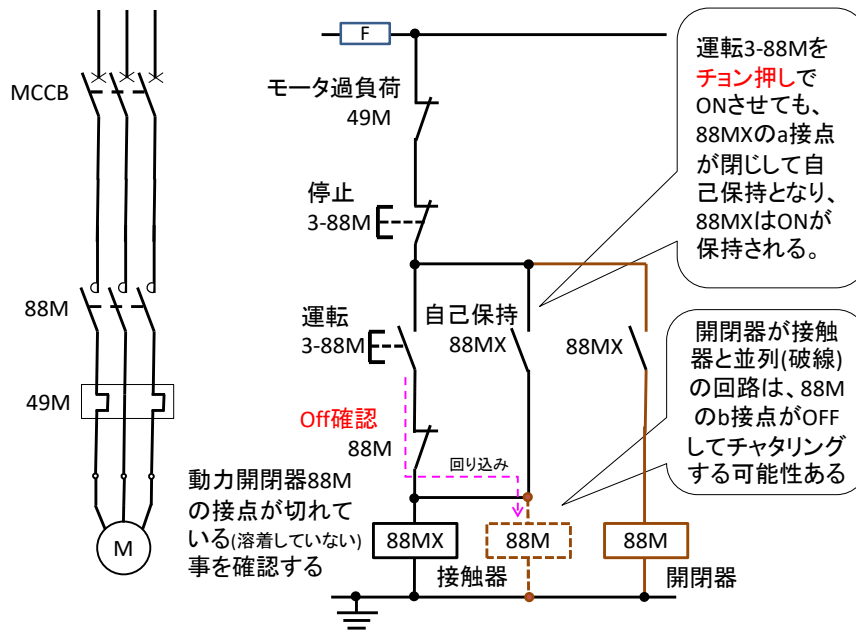 F
MCCB
88M
49M
M
モータ過負荷
49M
停止
3-88M
運転
3-88M
自己保持
88MX
88MX
Off確認
88M
回り込み
動力開閉器88M
の接点が切れて
いる(溶着していない)
事を確認する
88MX
接触器
88M
88M
開閉器
運転3-88Mを
チョン押しで
ONさせても、
88MXのa接点
が閉じして自
己保持となり、
88MXはONが
保持される。
開閉器が接触
器と並列(破線)
の回路は、88M
のb接点がOFF
してチャタリング
する可能性ある